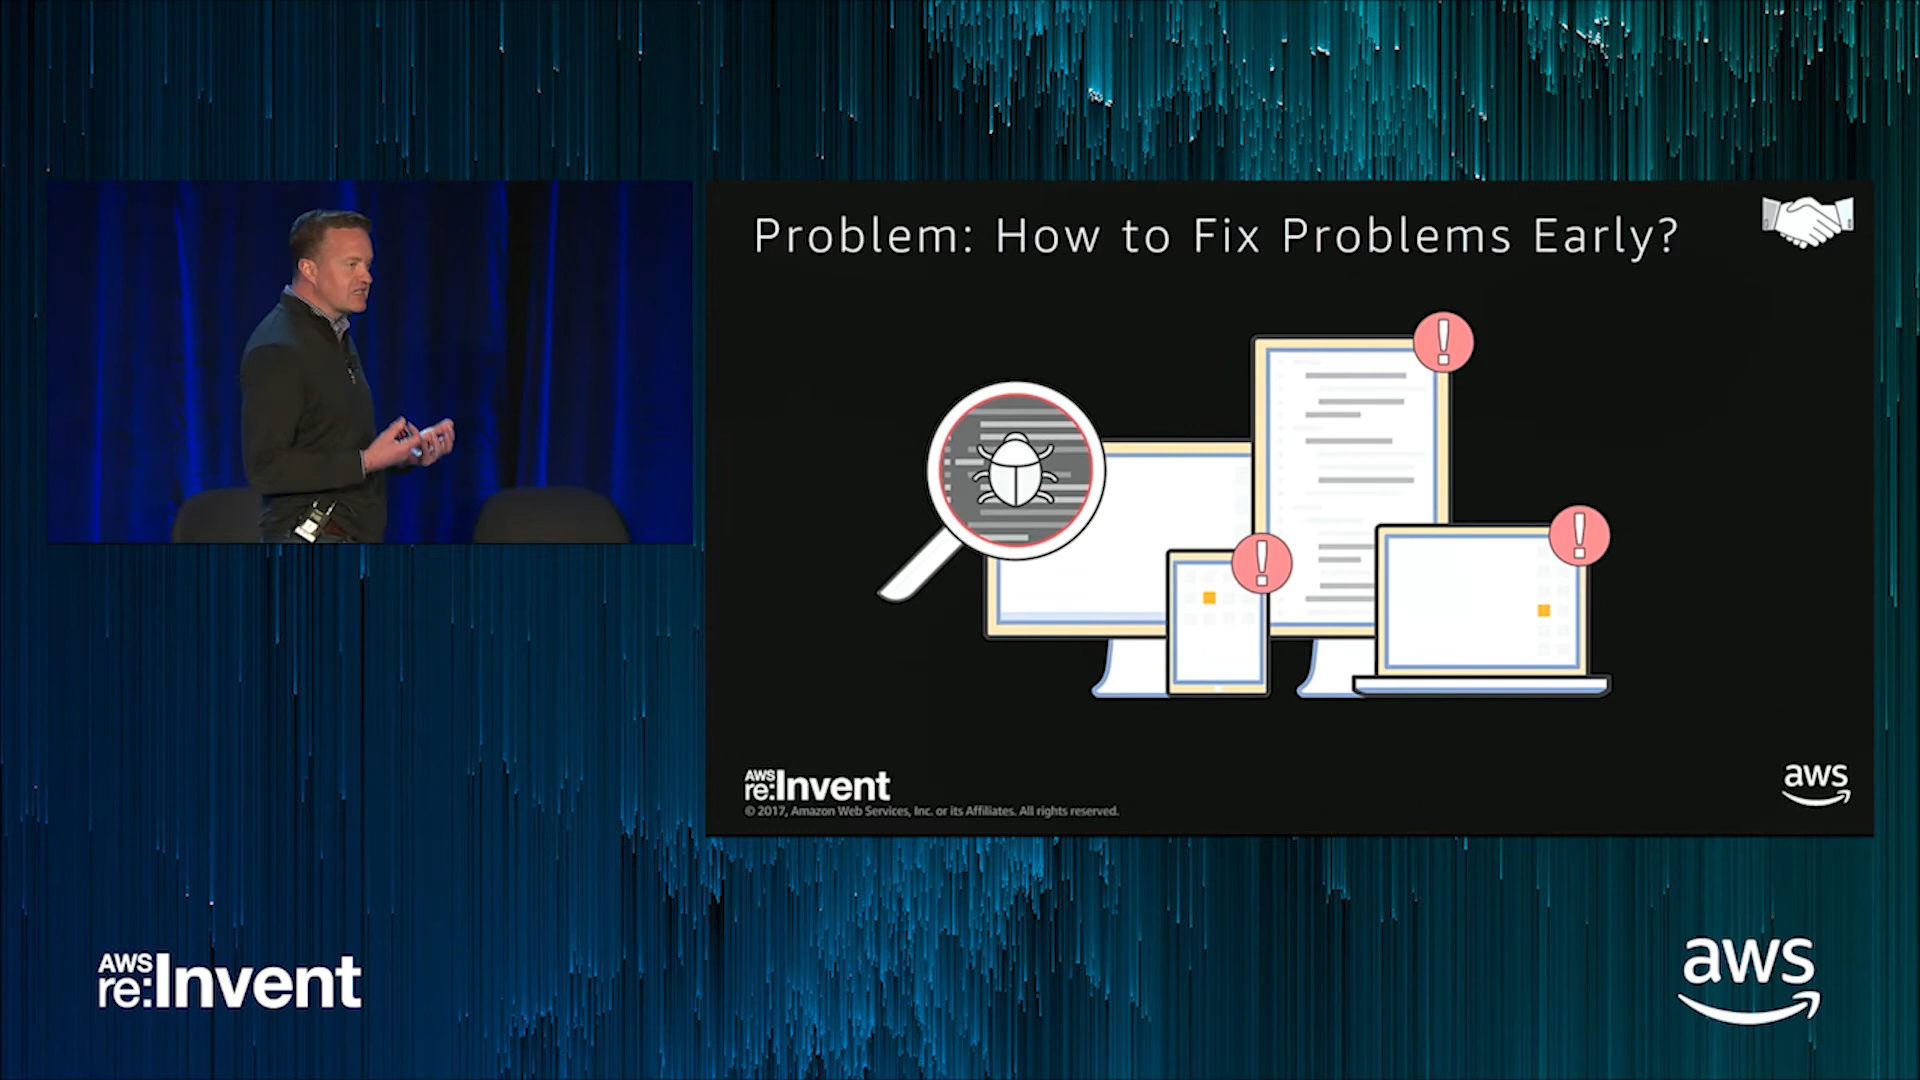 Problem: How to Fix Problems Early?
AWS
re:Invent
© 2017, Amazon Web Services, Inc. or its Affiliates. All rights reserved.
aws
AWS
re:Invent
aws